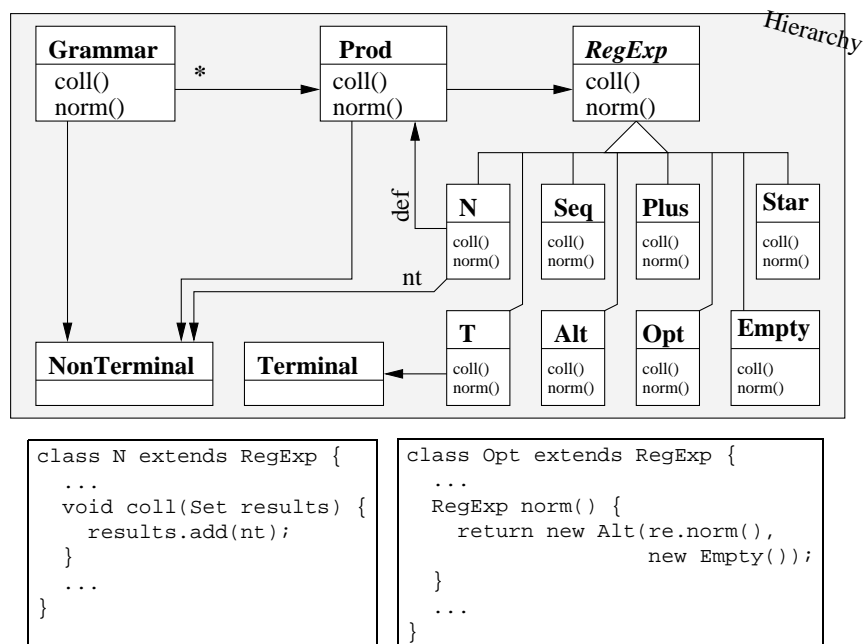 Hierarchy
Grammar
coll()
norm()
*
Prod
coll()
norm()
RegExp
coll()
norm()
def
nt
N
coll()
norm()
Seq
coll()
norm()
Plus
coll()
norm()
Star
coll()
norm()
NonTerminal
Terminal
T
coll()
norm()
Alt
coll()
norm()
Opt
coll()
norm()
Empty
coll()
norm()
class N extends RegExp {
  ...
  void coll(Set results) {
    results.add(nt);
  }
  ...
}
class Opt extends RegExp {
  ...
  RegExp norm() {
    return new Alt(re.norm(),
                   new Empty());
  }
  ...
}